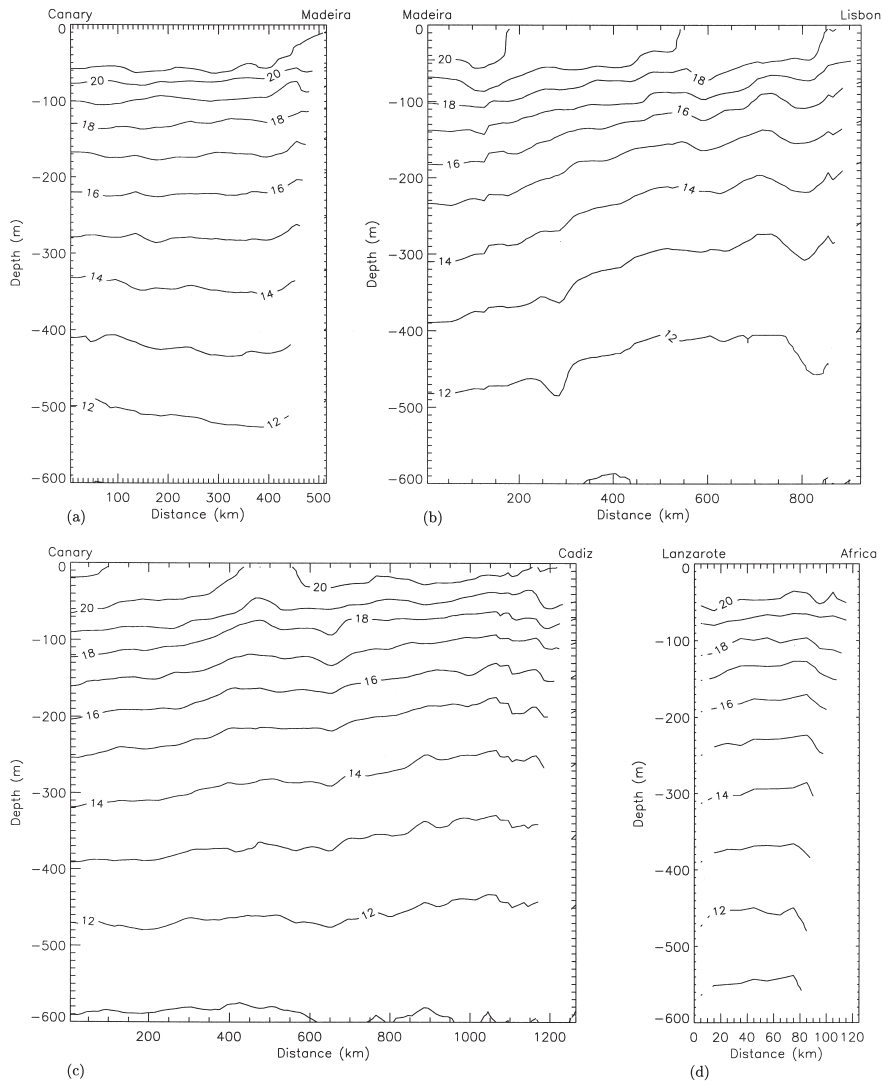 Canary Madeira
0
−100
−200
−300
−400
−500
−600
Depth (m)
20 20
18 18
16 16
14 14
12 12
100 200 300 400 500
(a) Distance (km)
Madeira Lisbon
0
−100
−200
−300
−400
−500
−600
Depth (m)
20
18 18
16 16
14 14
12 12
200 400 600 800
(b) Distance (km)
Canary Cadiz
0
−100
−200
−300
−400
−500
−600
Depth (m)
20 20
18 18
16 16
14 14
12 12
200 400 600 800 1000 1200
Distance (km)
(c)
Lanzarote Africa
0
−100
−200
−300
−400
−500
−600
Depth (m)
20
18
16
14
12
0 20 40 60 80 100 120
Distance (km)
(d)